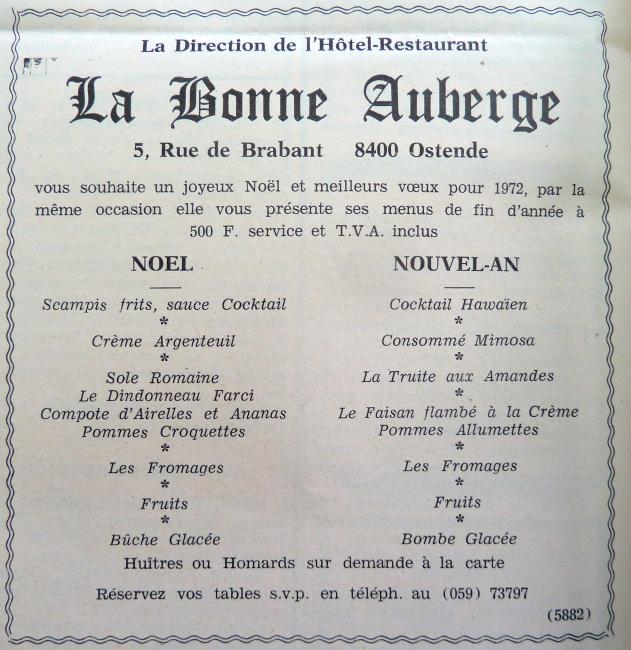 La Direction de l'Hôtel-Restaurant
La Bonne Auberge
5, Rue de Brabant 8400 Ostende
vous souhaite un joyeux Noël et meilleurs vœux pour 1972, par la
même occasion elle vous présente ses menus de fin d'année à
500 F. service et T.V.A. inclus
NOEL
Scampis frits, sauce Cocktail
*
Crème Argenteuil
*
Sole Romaine
Le Dindonneau Farci
Compote d'Airelles et Ananas
Pommes Croquettes
*
Les Fromages
*
Fruits
*
Bûche Glacée
NOUVEL-AN
Cocktail Hawaïen
*
Consommé Mimosa
*
La Truite aux Amandes
*
Le Faisan flambé à la Crème
Pommes Allumettes
*
Les Fromages
*
Fruits
*
Bombe Glacée
Huîtres ou Homards sur demande à la carte
Réservez vos tables s.v.p. en téléph. au (059) 73797
(5882)